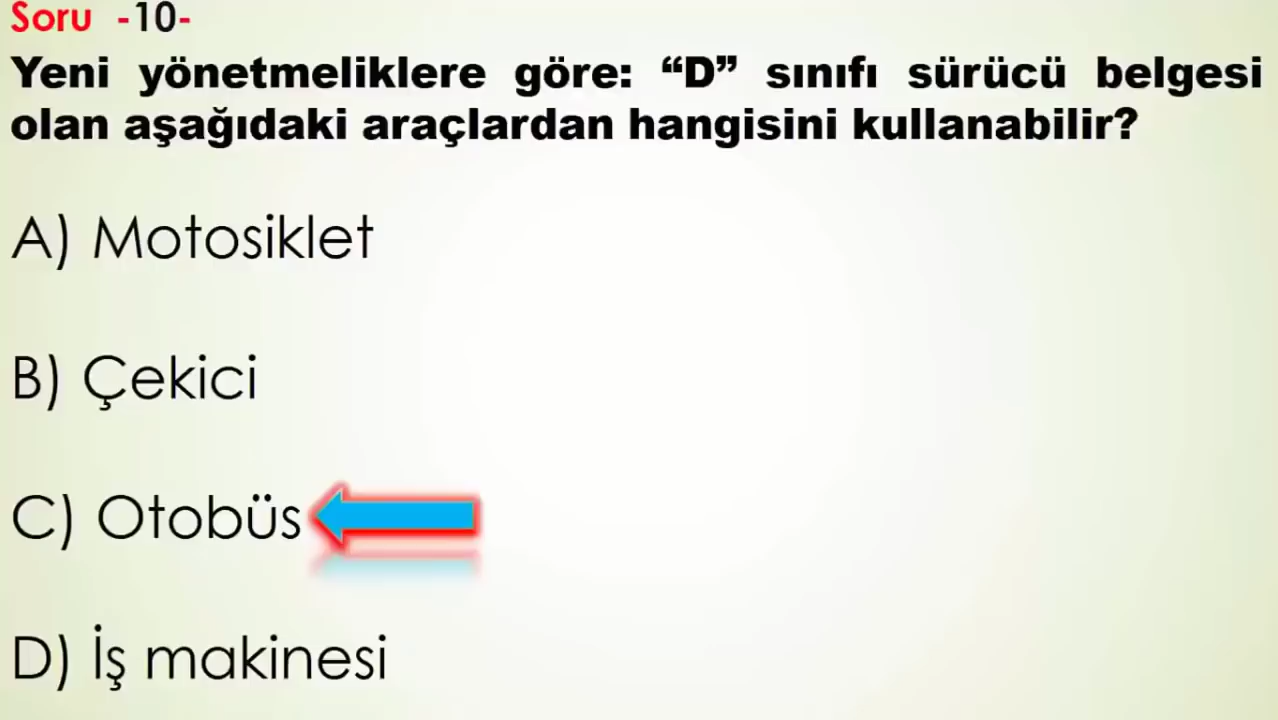 Soru -10-
Yeni yönetmeliklere göre: “D” sınıfı sürücü belgesi
olan aşağıdaki araçlardan hangisini kullanabilir?
A) Motosiklet
B) Çekici
C) Otobüs
D) İş makinesi